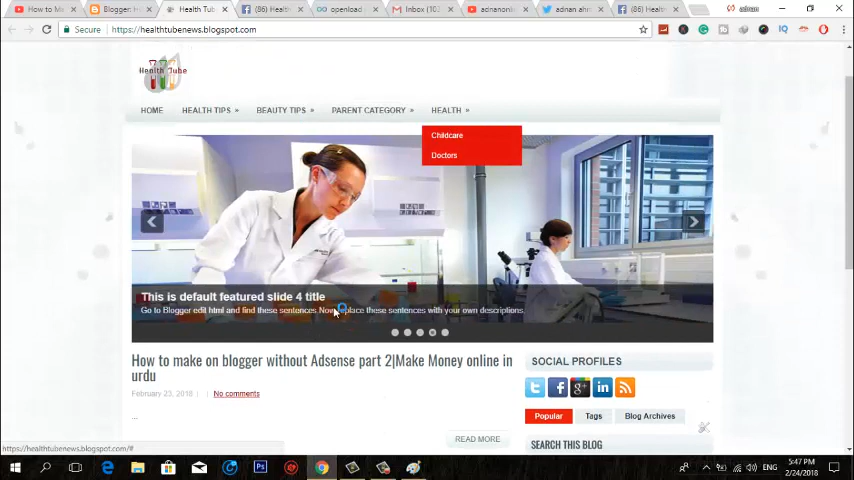 How to M
Blogger: H
Health Tub
(86) Healt
openload
Inbox (10
adnanonli
adnan ahm
(86) Healt
adnan
Secure
https://healthtubenews.blogspot.com
Health Tube
HOME
HEALTH TIPS »
BEAUTY TIPS »
PARENT CATEGORY »
HEALTH »
Childcare
Doctors
This is default featured slide 4 title
Go to Blogger edit html and find these sentences.Now replace these sentences with your own descriptions.
How to make on blogger without Adsense part 2|Make Money online in
urdu
February 23, 2018
No comments
...
READ MORE
SOCIAL PROFILES
Popular
Tags
Blog Archives
SEARCH THIS BLOG
https://healthtubenews.blogspot.com/#
ENG
5:47 PM
2/24/2018